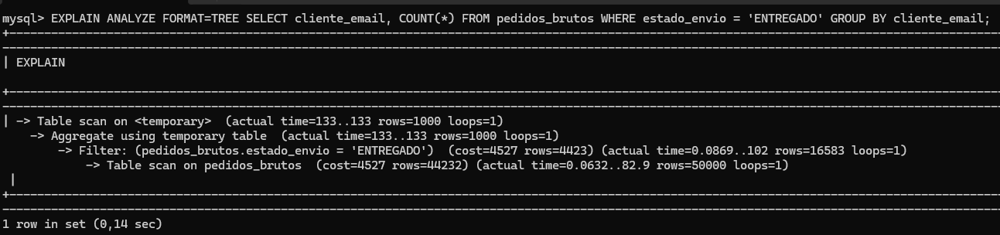 mysql> EXPLAIN ANALYZE FORMAT=TREE SELECT cliente_email, COUNT(*) FROM pedidos_brutos WHERE estado_envio = 'ENTREGADO' GROUP BY cliente_email;
| EXPLAIN
| -> Table scan on <temporary>  (actual time=133..133 rows=1000 loops=1)
    -> Aggregate using temporary table  (actual time=133..133 rows=1000 loops=1)
        -> Filter: (pedidos_brutos.estado_envio = 'ENTREGADO')  (cost=4527 rows=4423) (actual time=0.0869..102 rows=16583 loops=1)
            -> Table scan on pedidos_brutos  (cost=4527 rows=44232) (actual time=0.0632..82.9 rows=50000 loops=1)
 |
1 row in set (0,14 sec)